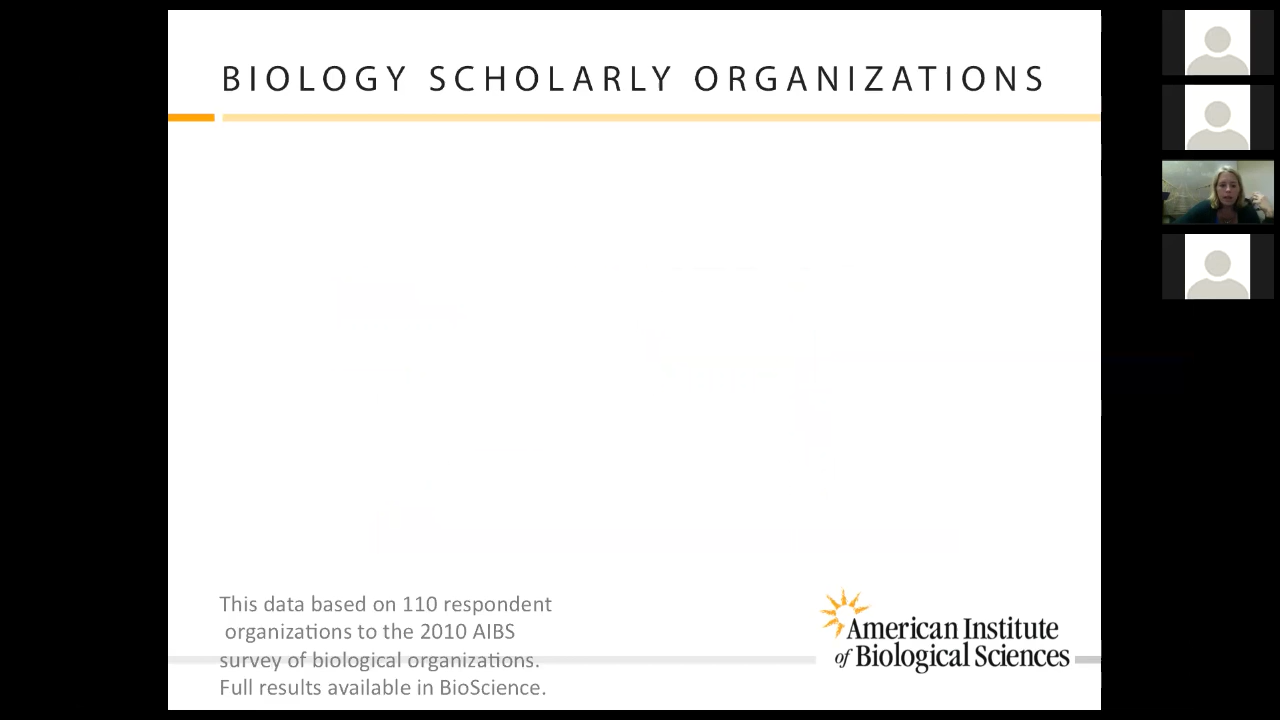 BIOLOGY SCHOLARLY ORGANIZATIONS
This data based on 110 respondent
organizations to the 2010 AIBS
survey of biological organizations.
Full results available in BioScience.
American Institute
of Biological Sciences